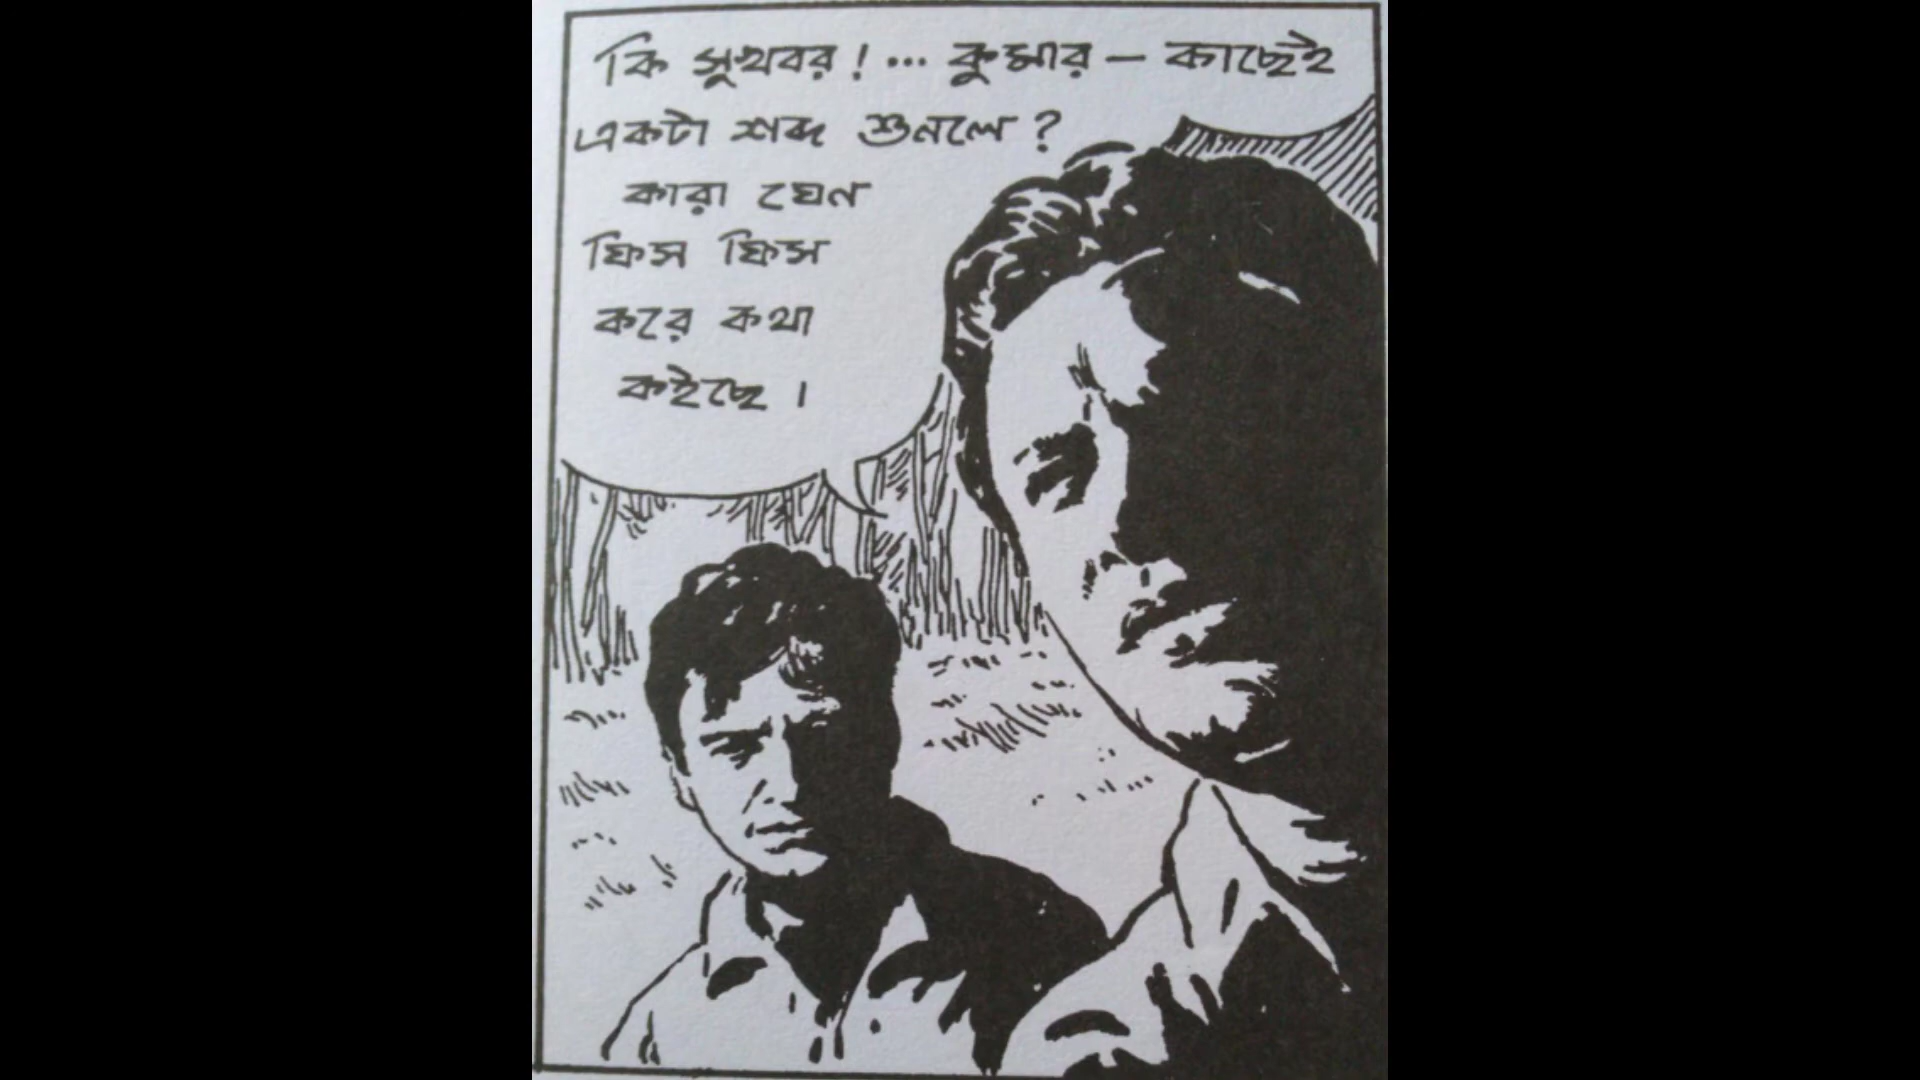 কি সুখবর!... কুমার — কাছেই
একটা শব্দ শুনলে?
কারা যেন
ফিস ফিস
করে কথা
কইছে।